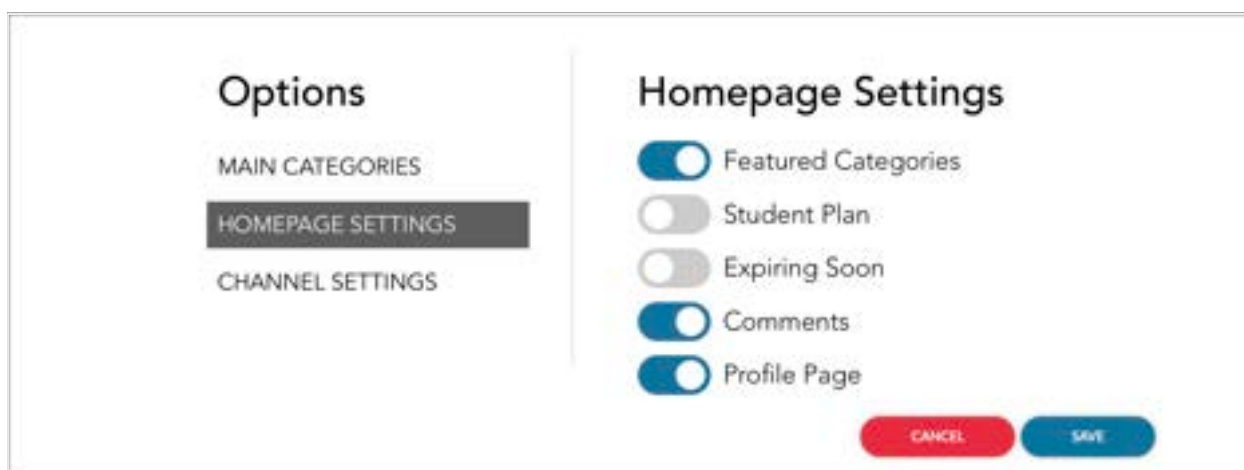 Options
MAIN CATEGORIES
HOMEPAGE SETTINGS
CHANNEL SETTINGS
Homepage Settings
Featured Categories
Student Plan
Expiring Soon
Comments
Profile Page
CANCEL
SAVE